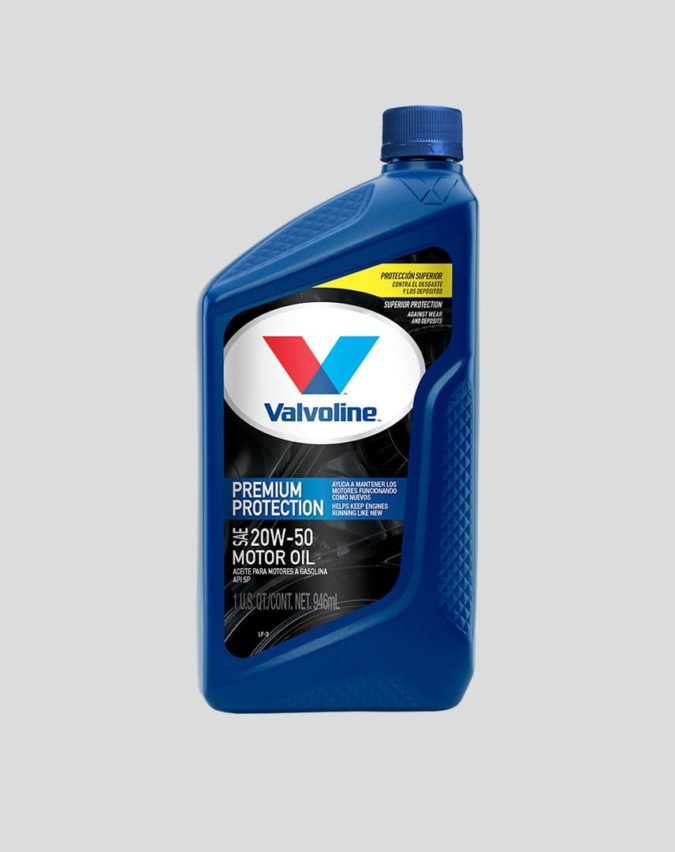 PROTECCIÓN SUPERIOR
CONTRA EL DESGASTE
Y LOS DEPÓSITOS
SUPERIOR PROTECTION
AGAINST WEAR
AND DEPOSITS
Valvoline™
PREMIUM
PROTECTION
AYUDA A MANTENER LOS
MOTORES FUNCIONANDO
COMO NUEVOS
HELPS KEEP ENGINES
RUNNING LIKE NEW
SAE 20W-50
MOTOR OIL
ACEITE PARA MOTORES A GASOLINA
API SP
1 U.S. QT./CONT. NET. 946mL
LF-3